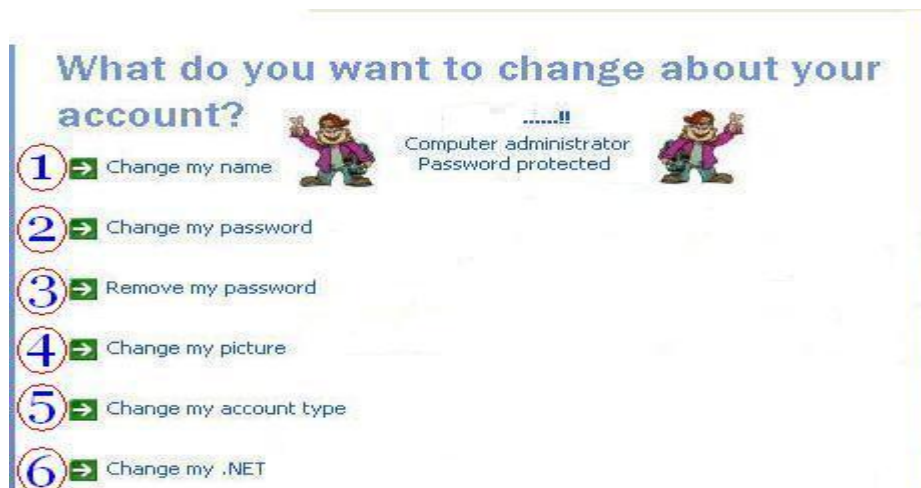 What do you want to change about your
account?
......!!
Computer administrator
Password protected
1 Change my name
2 Change my password
3 Remove my password
4 Change my picture
5 Change my account type
6 Change my .NET